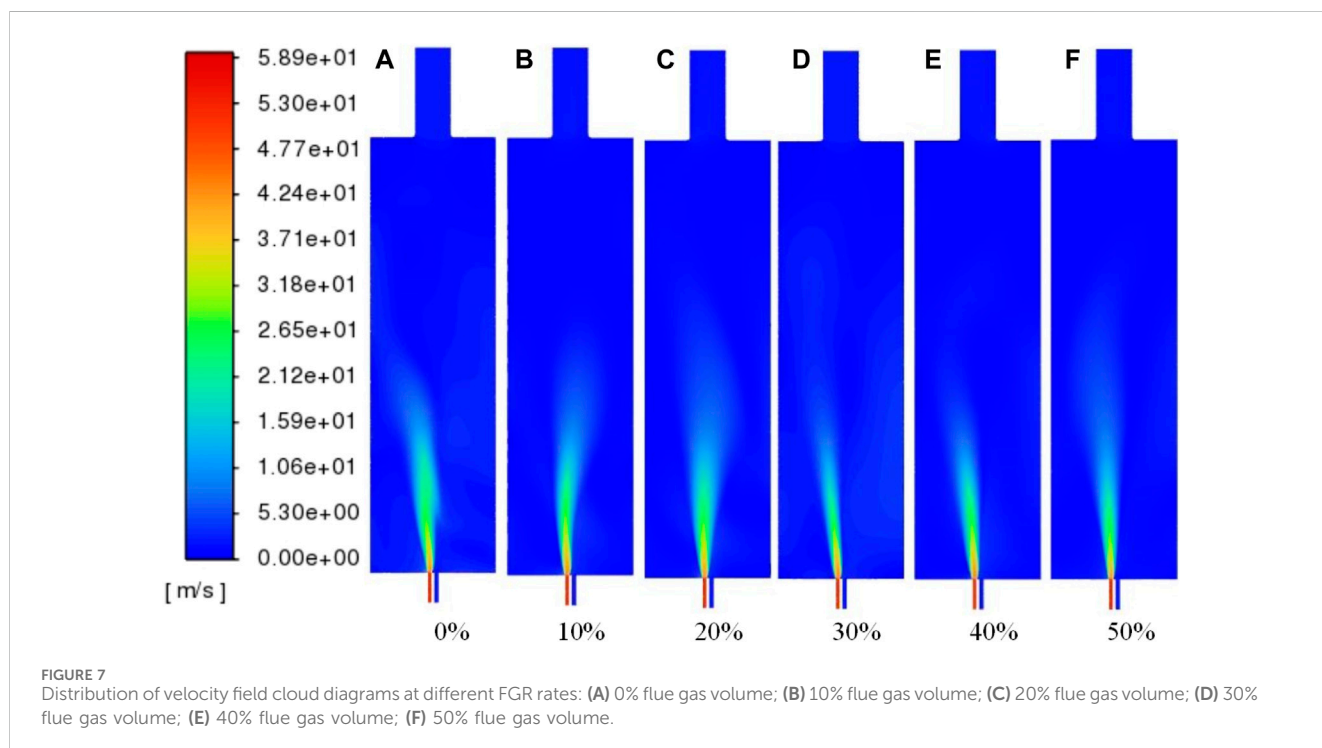 A B C D E F
5.89e+01
5.30e+01
4.77e+01
4.24e+01
3.71e+01
3.18e+01
2.65e+01
2.12e+01
1.59e+01
1.06e+01
5.30e+00
0.00e+00
[ m/s ]
0% 10% 20% 30% 40% 50%
FIGURE 7
Distribution of velocity field cloud diagrams at different FGR rates: (A) 0% flue gas volume; (B) 10% flue gas volume; (C) 20% flue gas volume; (D) 30%
flue gas volume; (E) 40% flue gas volume; (F) 50% flue gas volume.